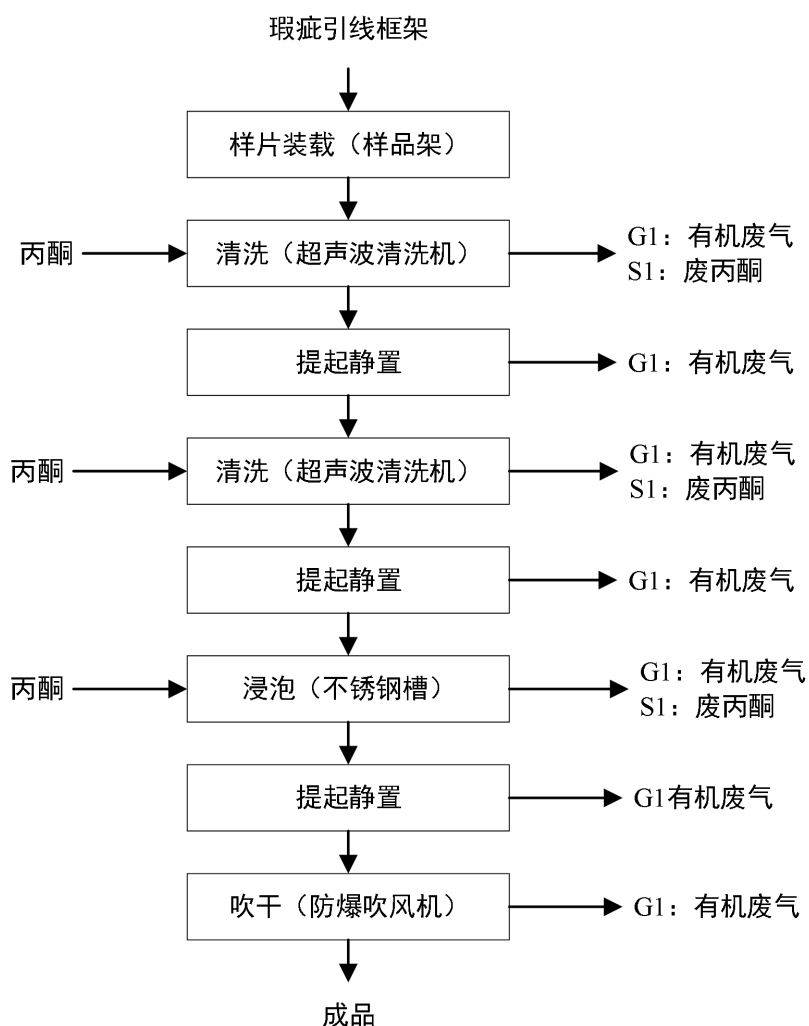 瑕疵引线框架
样片装载（样品架）
丙酮
清洗（超声波清洗机）
G1：有机废气
S1：废丙酮
提起静置
G1：有机废气
丙酮
清洗（超声波清洗机）
G1：有机废气
S1：废丙酮
提起静置
G1：有机废气
丙酮
浸泡（不锈钢槽）
G1：有机废气
S1：废丙酮
提起静置
G1有机废气
吹干（防爆吹风机）
G1：有机废气
成品